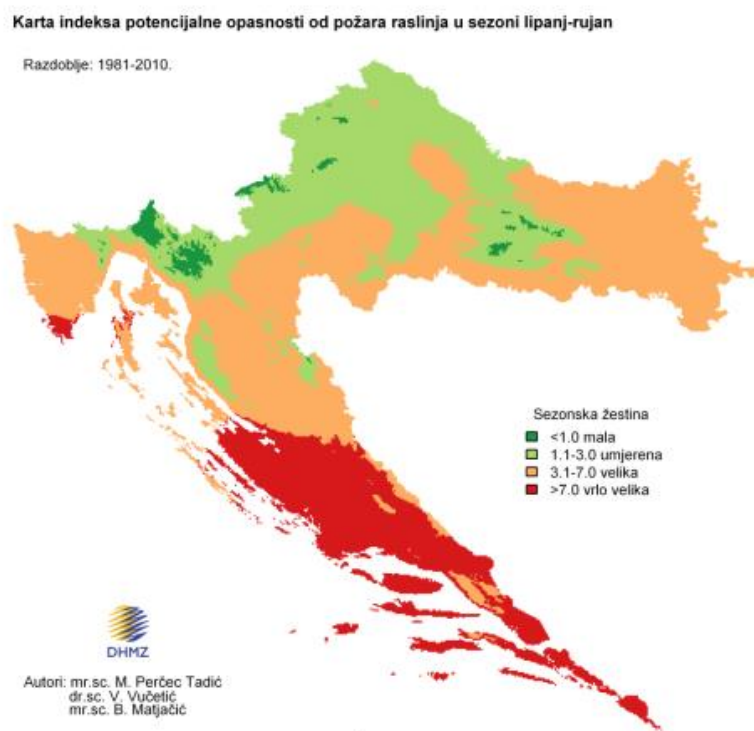 Karta indeksa potencijalne opasnosti od požara raslinja u sezoni lipanj-rujan
Razdoblje: 1981-2010.
Sezonska žestina
<1.0 mala
1.1-3.0 umjerena
3.1-7.0 velika
>7.0 vrlo velika
DHMZ
Autori: mr.sc. M. Perčec Tadić
dr.sc. V. Vučetić
mr.sc. B. Matjačić